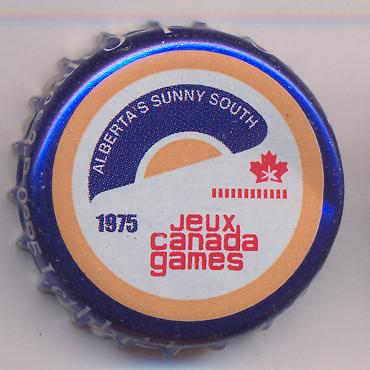 ALBERTA'S SUNNY SOUTH
1975
jeux
canada
games